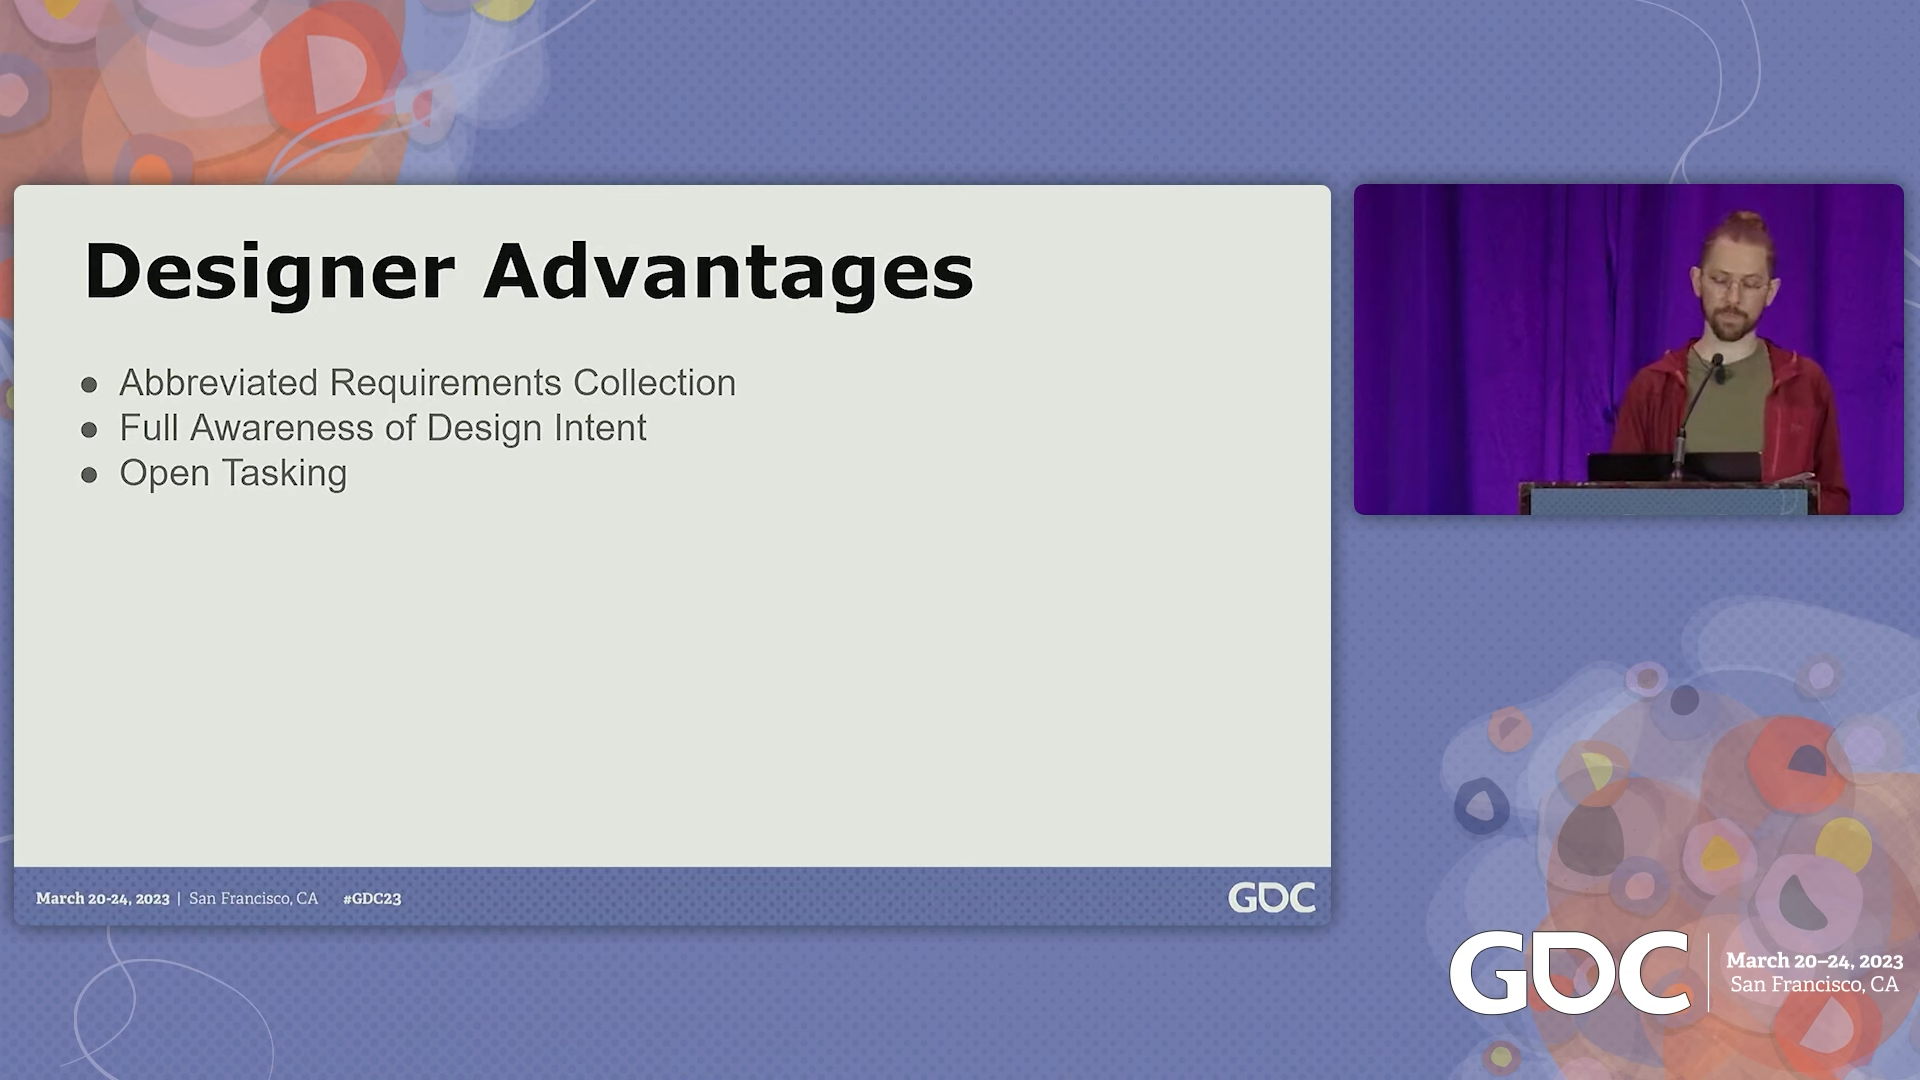 Designer Advantages
● Abbreviated Requirements Collection
● Full Awareness of Design Intent
● Open Tasking
March 20-24, 2023 | San Francisco, CA #GDC23
GDC
GDC
March 20–24, 2023
San Francisco, CA